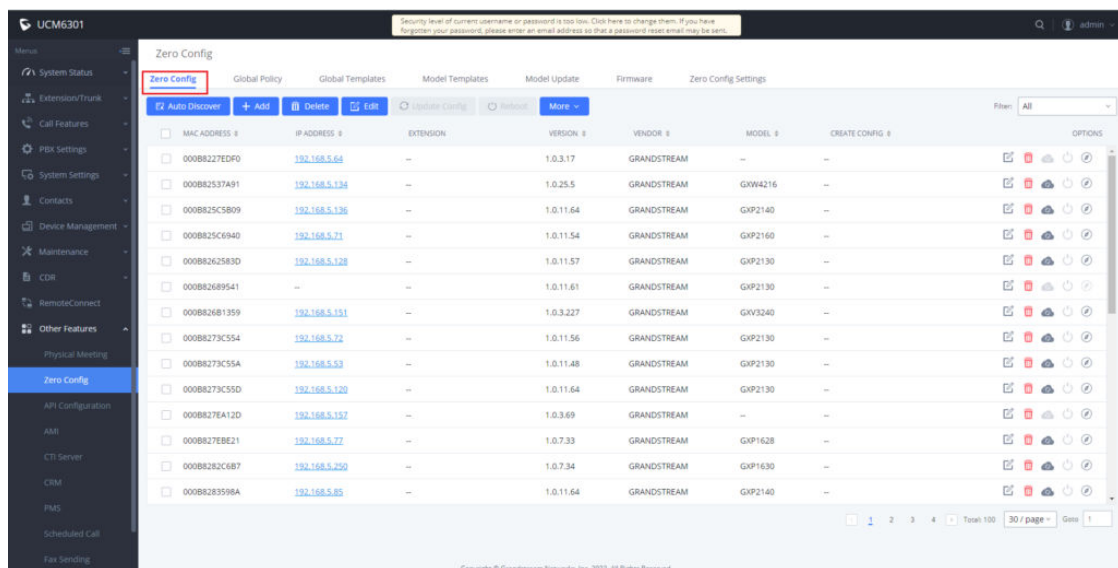 UCM6301
Security level of current username or password is too low. Click here to change them. If you have
forgotten your password, please enter an email address so that a password reset email may be sent.
admin
Menus
System Status
Extension/Trunk
Call Features
PBX Settings
System Settings
Contacts
Device Management
Maintenance
CDR
RemoteConnect
Other Features
Physical Meeting
Zero Config
API Configuration
AMI
CTI Server
CRM
PMS
Scheduled Call
Fax Sending
Zero Config
Zero Config Global Policy Global Templates Model Templates Model Update Firmware Zero Config Settings
Auto Discover + Add Delete Edit Update Config Reboot More Filter: All
MAC ADDRESS IP ADDRESS EXTENSION VERSION VENDOR MODEL CREATE CONFIG OPTIONS
000B8227EDF0 192.168.5.64 -- 1.0.3.17 GRANDSTREAM -- --
000B82537A91 192.168.5.134 -- 1.0.25.5 GRANDSTREAM GXW4216 --
000B825C5B09 192.168.5.136 -- 1.0.11.64 GRANDSTREAM GXP2140 --
000B825C6940 192.168.5.71 -- 1.0.11.54 GRANDSTREAM GXP2160 --
000B8262583D 192.168.5.128 -- 1.0.11.57 GRANDSTREAM GXP2130 --
000B82689541 -- -- 1.0.11.61 GRANDSTREAM GXP2130 --
000B826B1359 192.168.5.151 -- 1.0.3.227 GRANDSTREAM GXV3240 --
000B8273C554 192.168.5.72 -- 1.0.11.56 GRANDSTREAM GXP2130 --
000B8273C55A 192.168.5.53 -- 1.0.11.48 GRANDSTREAM GXP2130 --
000B8273C55D 192.168.5.120 -- 1.0.11.64 GRANDSTREAM GXP2130 --
000B827EA12D 192.168.5.157 -- 1.0.3.69 GRANDSTREAM -- --
000B827EBE21 192.168.5.77 -- 1.0.7.33 GRANDSTREAM GXP1628 --
000B8282C6B7 192.168.5.250 -- 1.0.7.34 GRANDSTREAM GXP1630 --
000B8283598A 192.168.5.85 -- 1.0.11.64 GRANDSTREAM GXP2140 --
1 2 3 4 Total: 100 30 / page Goto 1
Copyright © Grandstream Networks, Inc. 2023. All Rights Reserved.